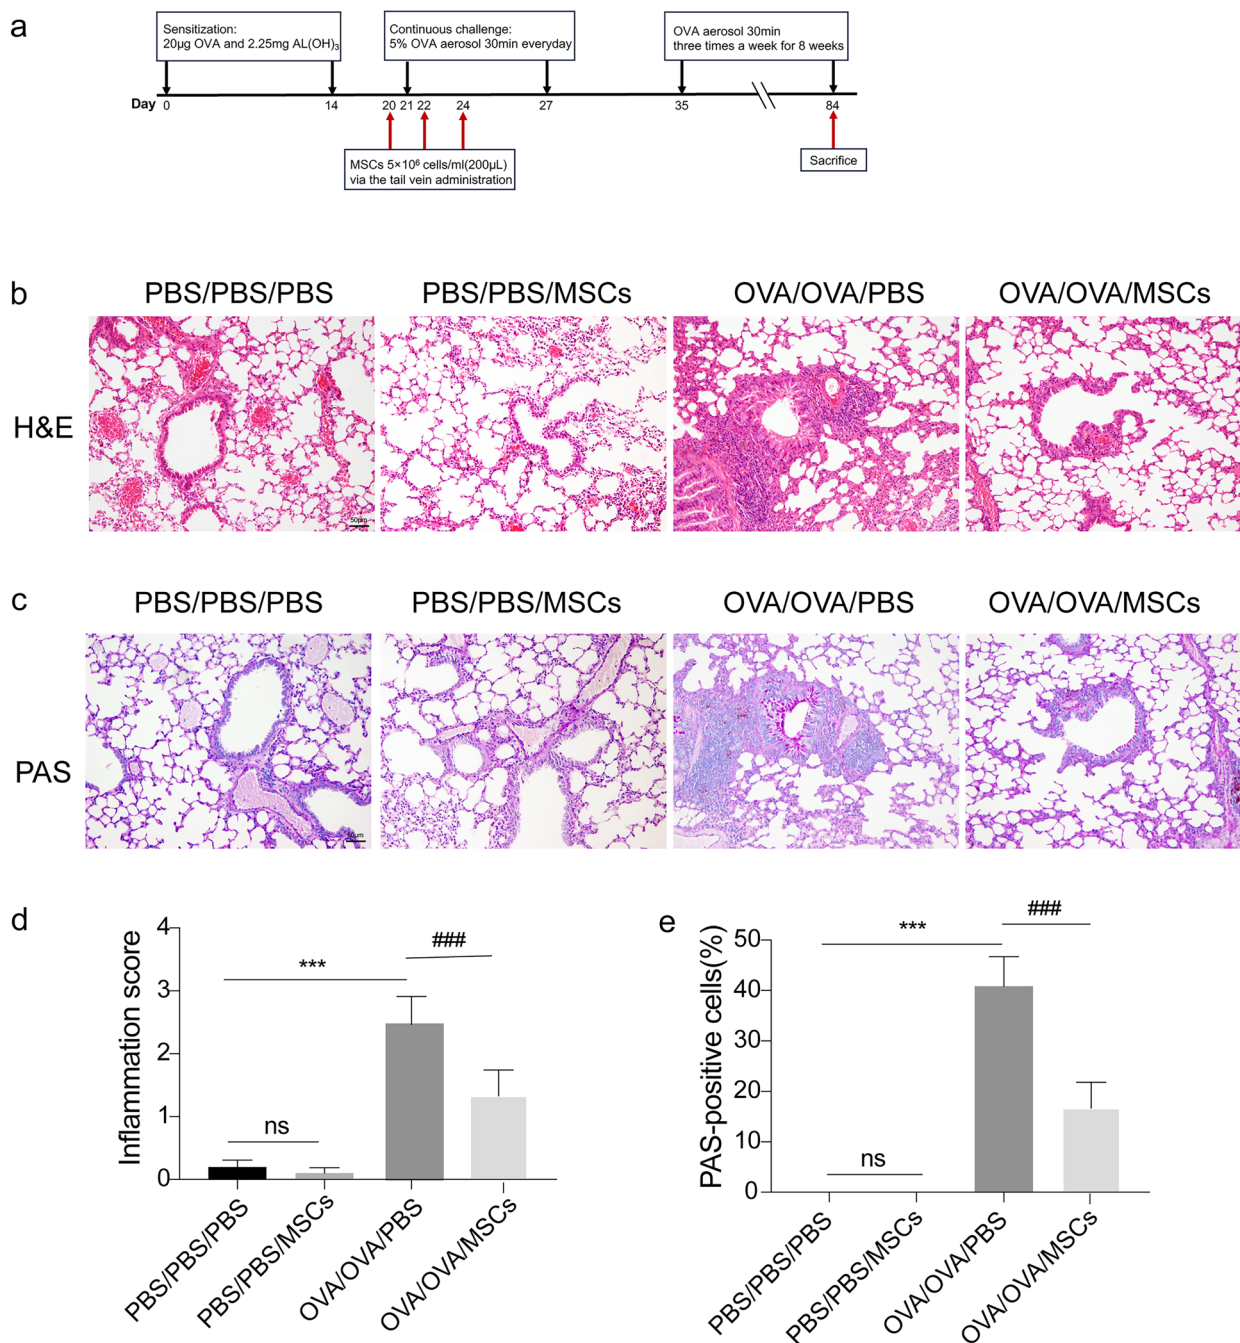 a
Sensitization:
20μg OVA and 2.25mg AL(OH)₃
Continuous challenge:
5% OVA aerosol 30min everyday
OVA aerosol 30min
three times a week for 8 weeks
Day 0 14 20 21 22 24 27 35 84
MSCs 5×10⁶ cells/ml(200μL)
via the tail vein administration
Sacrifice
b
PBS/PBS/PBS PBS/PBS/MSCs OVA/OVA/PBS OVA/OVA/MSCs
H&E
50μm
c
PBS/PBS/PBS PBS/PBS/MSCs OVA/OVA/PBS OVA/OVA/MSCs
PAS
50μm
d
Inflammation score
4
3
2
1
0
***
###
ns
PBS/PBS/PBS
PBS/PBS/MSCs
OVA/OVA/PBS
OVA/OVA/MSCs
e
PAS-positive cells(%)
50
40
30
20
10
0
***
###
ns
PBS/PBS/PBS
PBS/PBS/MSCs
OVA/OVA/PBS
OVA/OVA/MSCs